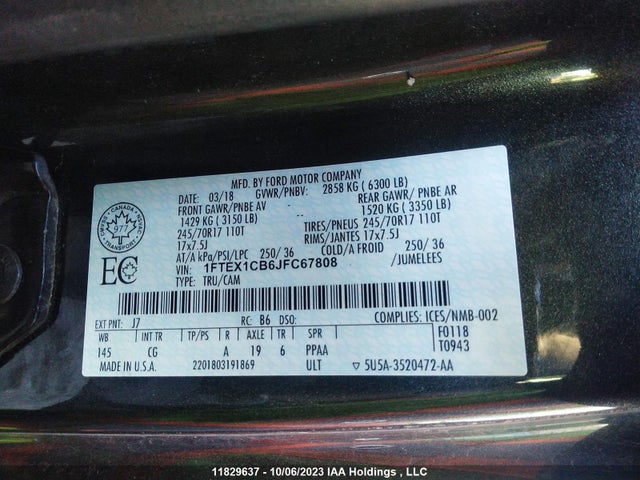 MFD. BY FORD MOTOR COMPANY
DATE: 03/18 GVWR/PNBV: 2858 KG ( 6300 LB)
FRONT GAWR/PNBE AV REAR GAWR/ PNBE AR
1429 KG ( 3150 LB) 1520 KG ( 3350 LB)
245/70R17 110T TIRES/PNEUS 245/70R17 110T
17x7.5J RIMS/JANTES 17x7.5J
AT/A kPa/PSI/LPC 250/ 36 COLD/A FROID 250/ 36
VIN: 1FTEX1CB6JFC67808 /JUMELEES
TYPE: TRU/CAM
CANADA
977
TRANSPORT
EC
EXT PNT: J7 RC: B6 DSO: COMPLIES: ICES/NMB-002
WB INT TR TP/PS R AXLE TR SPR F0118
145 CG A 19 6 PPAA T0943
MADE IN U.S.A. 2201803191869 ULT ▽ 5U5A-3520472-AA
11829637 - 10/06/2023 IAA Holdings , LLC